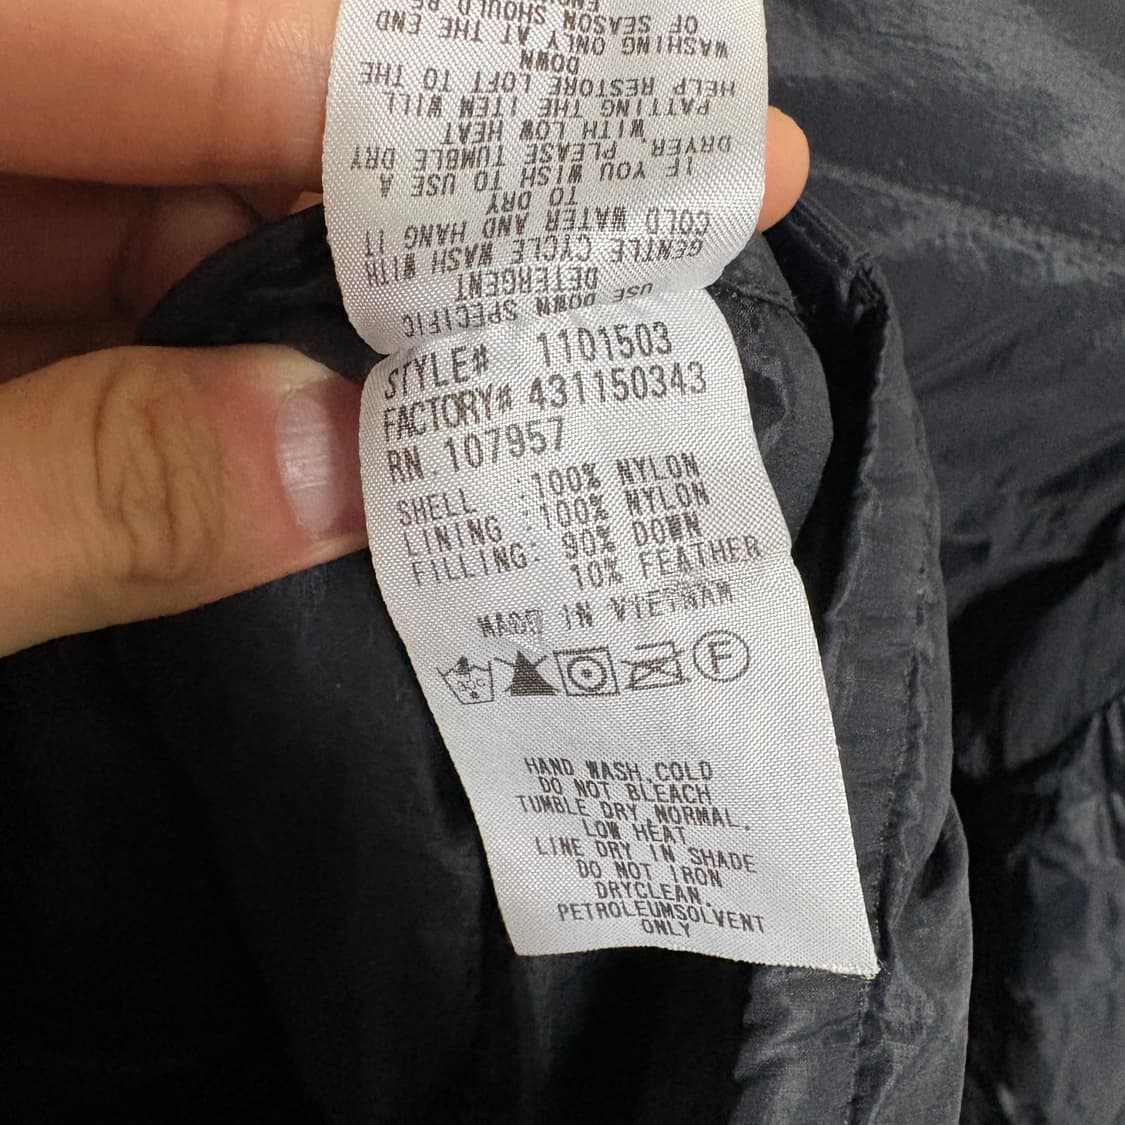 USE DOWN SPECIFIC
DETERGENT
GENTLE CYCLE WASH WITH
COLD WATER AND HANG IT
TO DRY
IF YOU WISH TO USE A
DRYER, PLEASE TUMBLE DRY
WITH LOW HEAT
PATTING THE ITEM WILL
HELP RESTORE LOFT TO THE
DOWN
WASHING ONLY AT THE END
OF SEASON SHOULD BE
STYLE# 1101503
FACTORY# 431150343
RN.107957
SHELL :100% NYLON
LINING :100% NYLON
FILLING: 90% DOWN
10% FEATHER
MADE IN VIETNAM
F
HAND WASH COLD
DO NOT BLEACH
TUMBLE DRY NORMAL.
LOW HEAT
LINE DRY IN SHADE
DO NOT IRON
DRYCLEAN.
PETROLEUMSOLVENT
ONLY